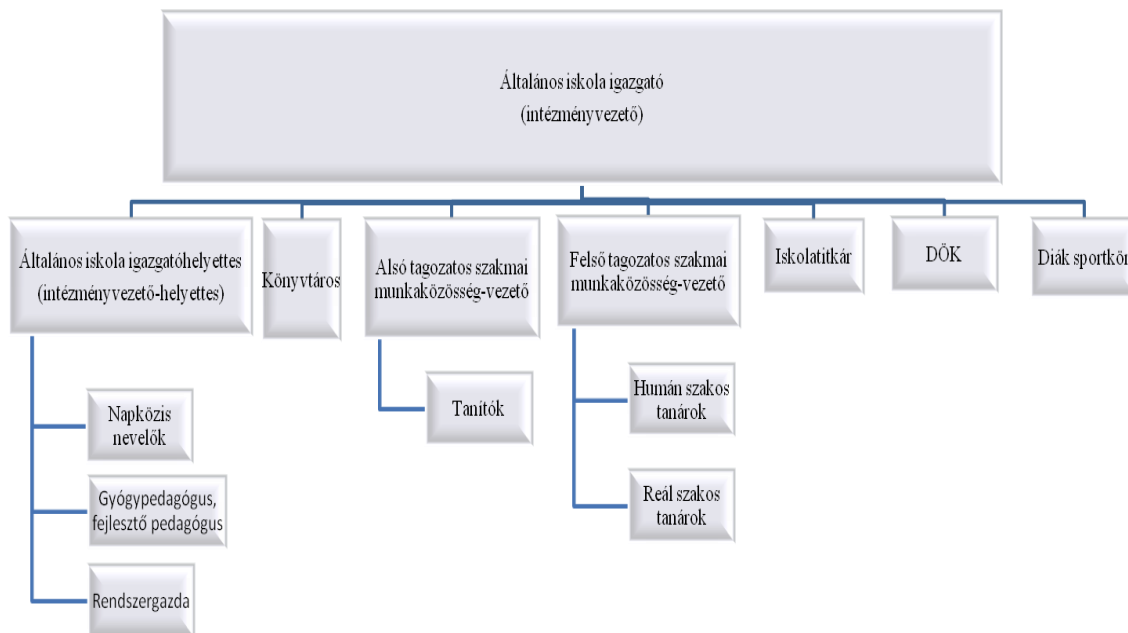 Általános iskola igazgató
(intézményvezető)
Általános iskola igazgatóhelyettes
(intézményvezető-helyettes)
Könyvtáros
Alsó tagozatos szakmai
munkaközösség-vezető
Felső tagozatos szakmai
munkaközösség-vezető
Iskolatitkár
DÖK
Diák sportkör
Napközis
nevelők
Gyógypedagógus,
fejlesztő pedagógus
Rendszergazda
Tanítók
Humán szakos
tanárok
Reál szakos
tanárok